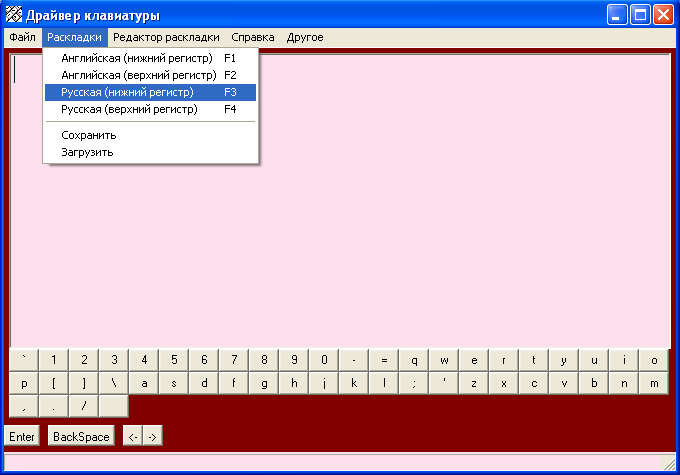 Драйвер клавиатуры
Файл Раскладки Редактор раскладки Справка Другое
Английская (нижний регистр) F1
Английская (верхний регистр) F2
Русская (нижний регистр) F3
Русская (верхний регистр) F4
Сохранить
Загрузить
` 1 2 3 4 5 6 7 8 9 0 - = q w e r t y u i o
p [ ] \ a s d f g h j k l ; ' z x c v b n m
, . /
Enter BackSpace <- ->